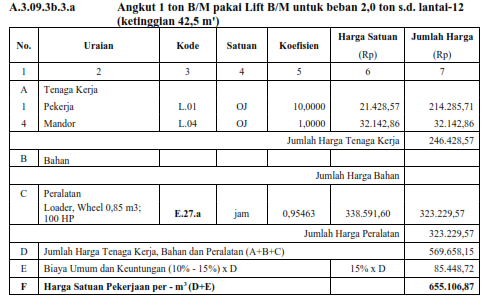 A.3.09.3b.3.a Angkut 1 ton B/M pakai Lift B/M untuk beban 2,0 ton s.d. lantai-12
(ketinggian 42,5 m')
No. Uraian Kode Satuan Koefisien Harga Satuan (Rp) Jumlah Harga (Rp)
1 2 3 4 5 6 7
A Tenaga Kerja
1 Pekerja L.01 OJ 10,0000 21.428,57 214.285,71
4 Mandor L.04 OJ 1,0000 32.142,86 32.142,86
Jumlah Harga Tenaga Kerja 246.428,57
B Bahan
Jumlah Harga Bahan
C Peralatan
Loader, Wheel 0,85 m3;
100 HP E.27.a jam 0,95463 338.591,60 323.229,57
Jumlah Harga Peralatan 323.229,57
D Jumlah Harga Tenaga Kerja, Bahan dan Peralatan (A+B+C) 569.658,15
E Biaya Umum dan Keuntungan (10% - 15%) x D 15% x D 85.448,72
F Harga Satuan Pekerjaan per - m³ (D+E) 655.106,87